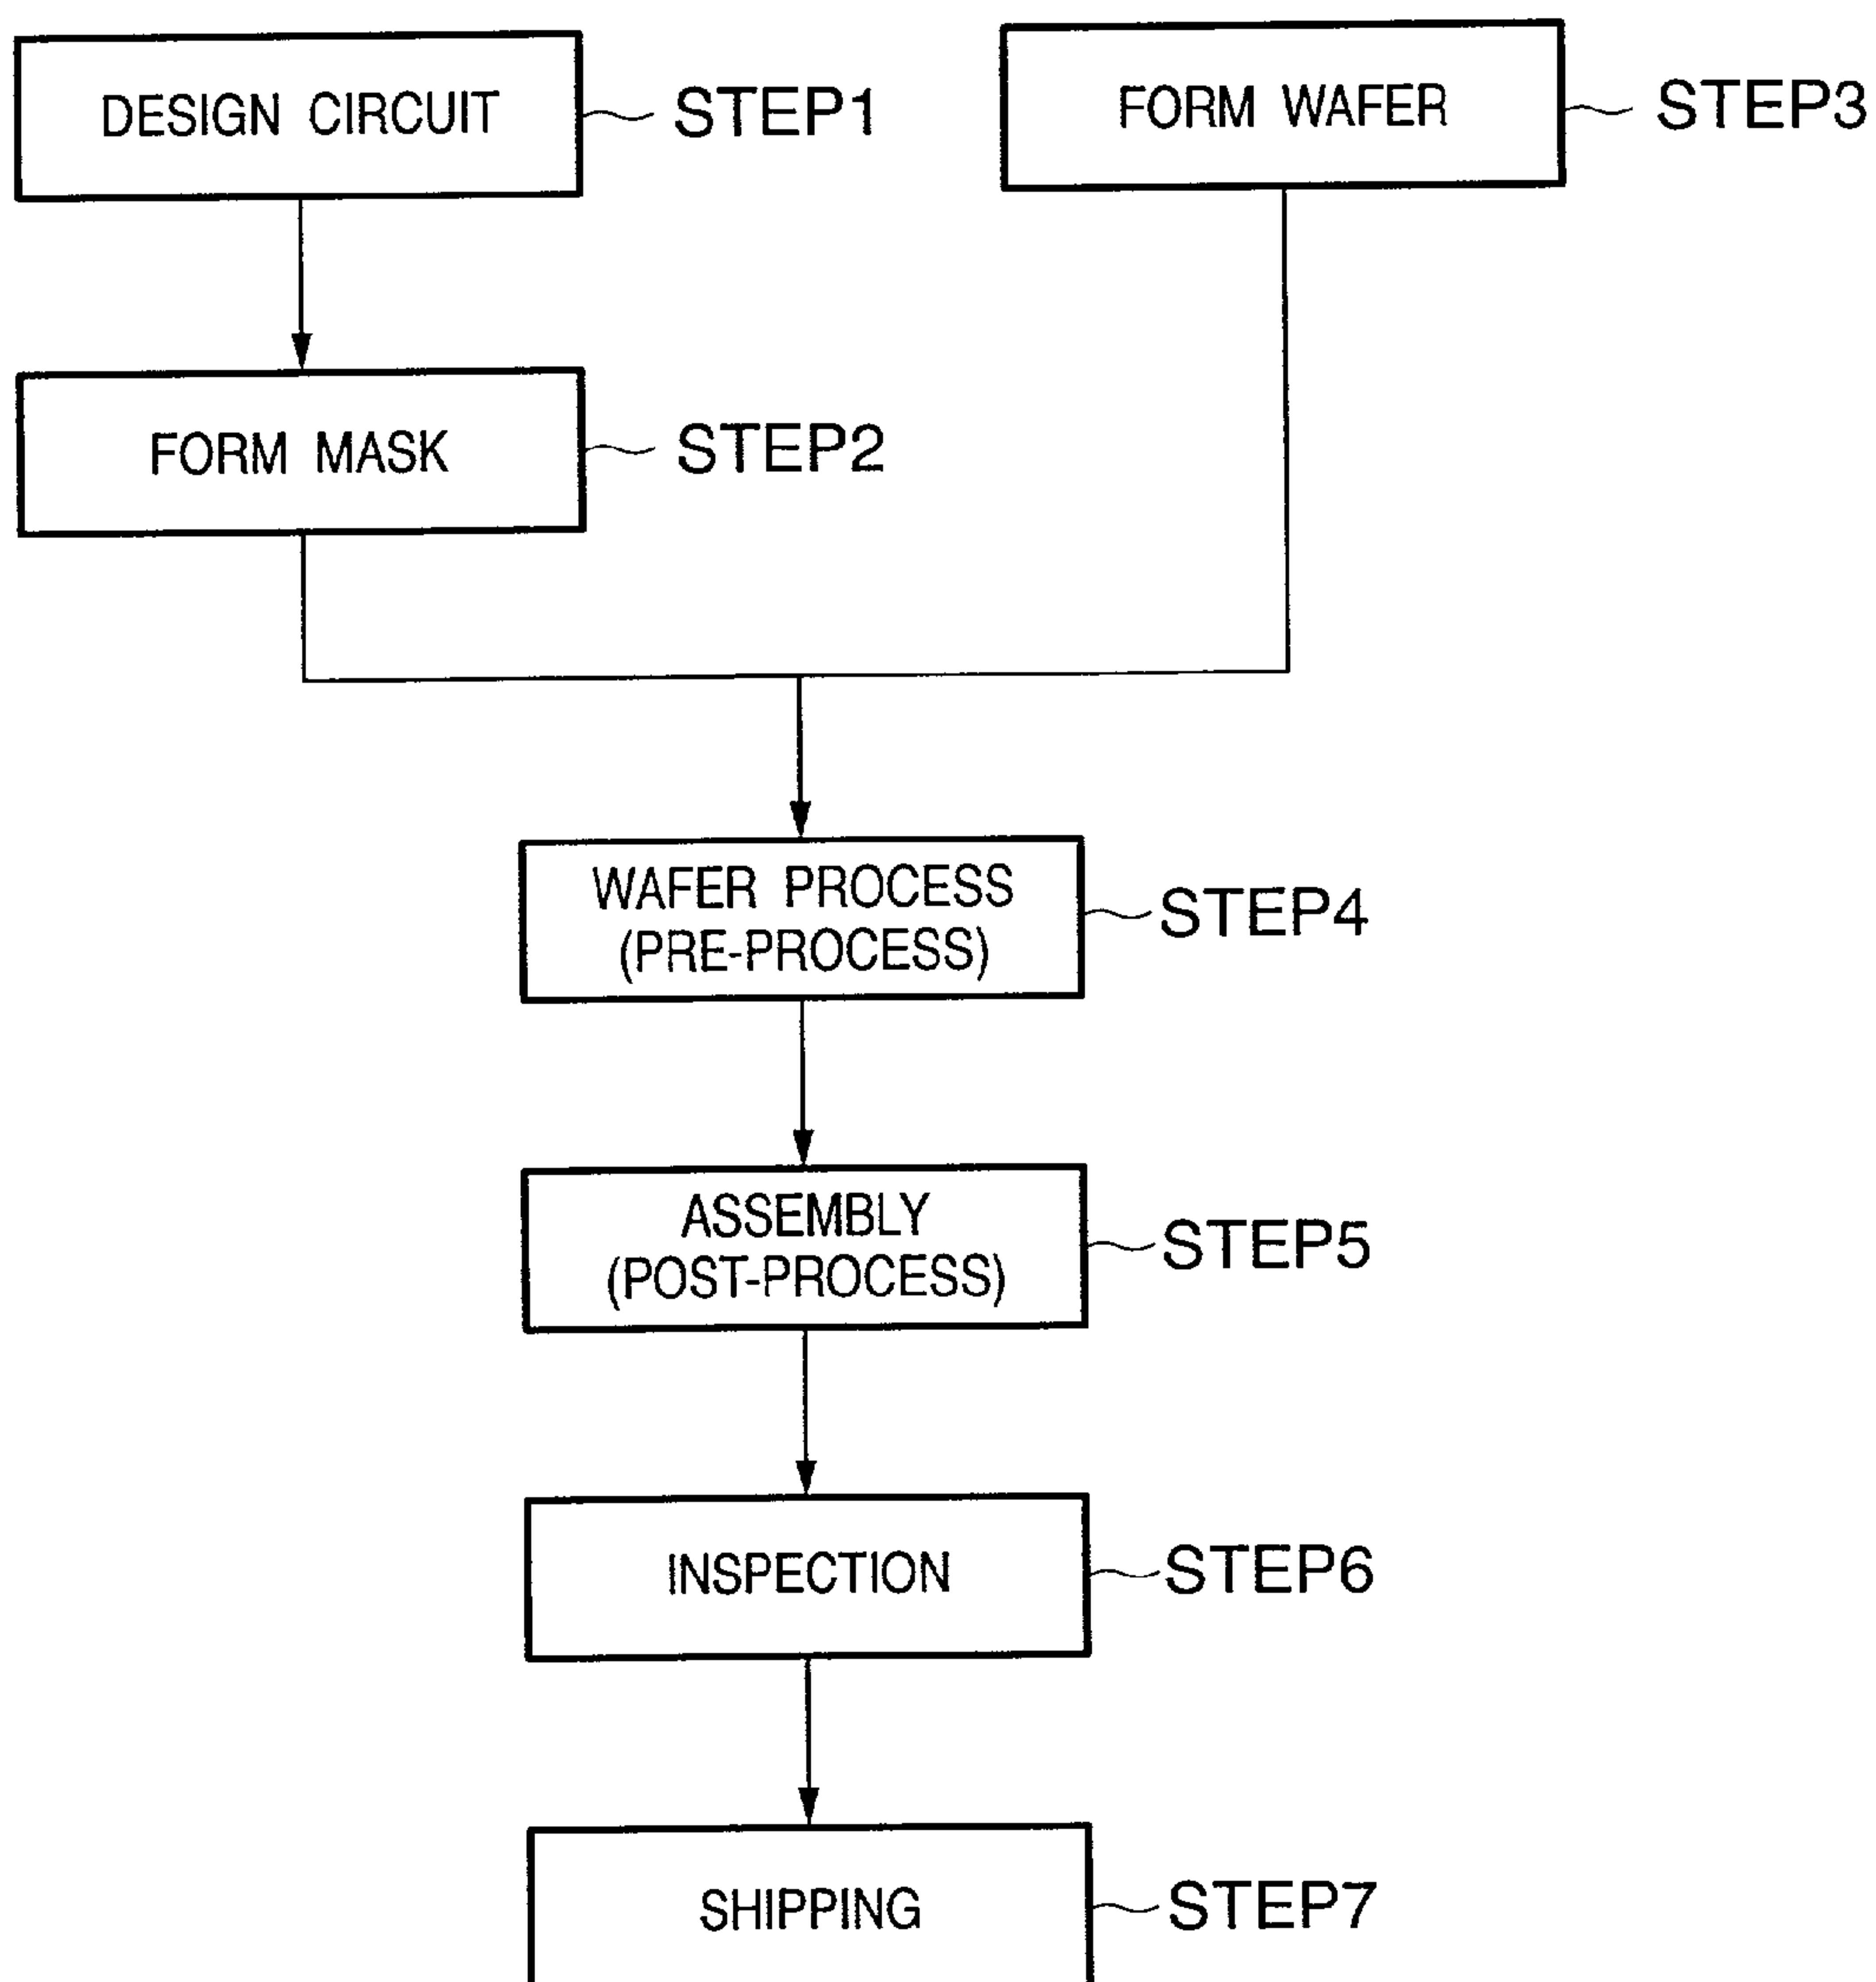 DESIGN CIRCUIT
STEP1
FORM WAFER
STEP3
FORM MASK
STEP2
WAFER PROCESS
(PRE-PROCESS)
STEP4
ASSEMBLY
(POST-PROCESS)
STEP5
INSPECTION
STEP6
SHIPPING
STEP7